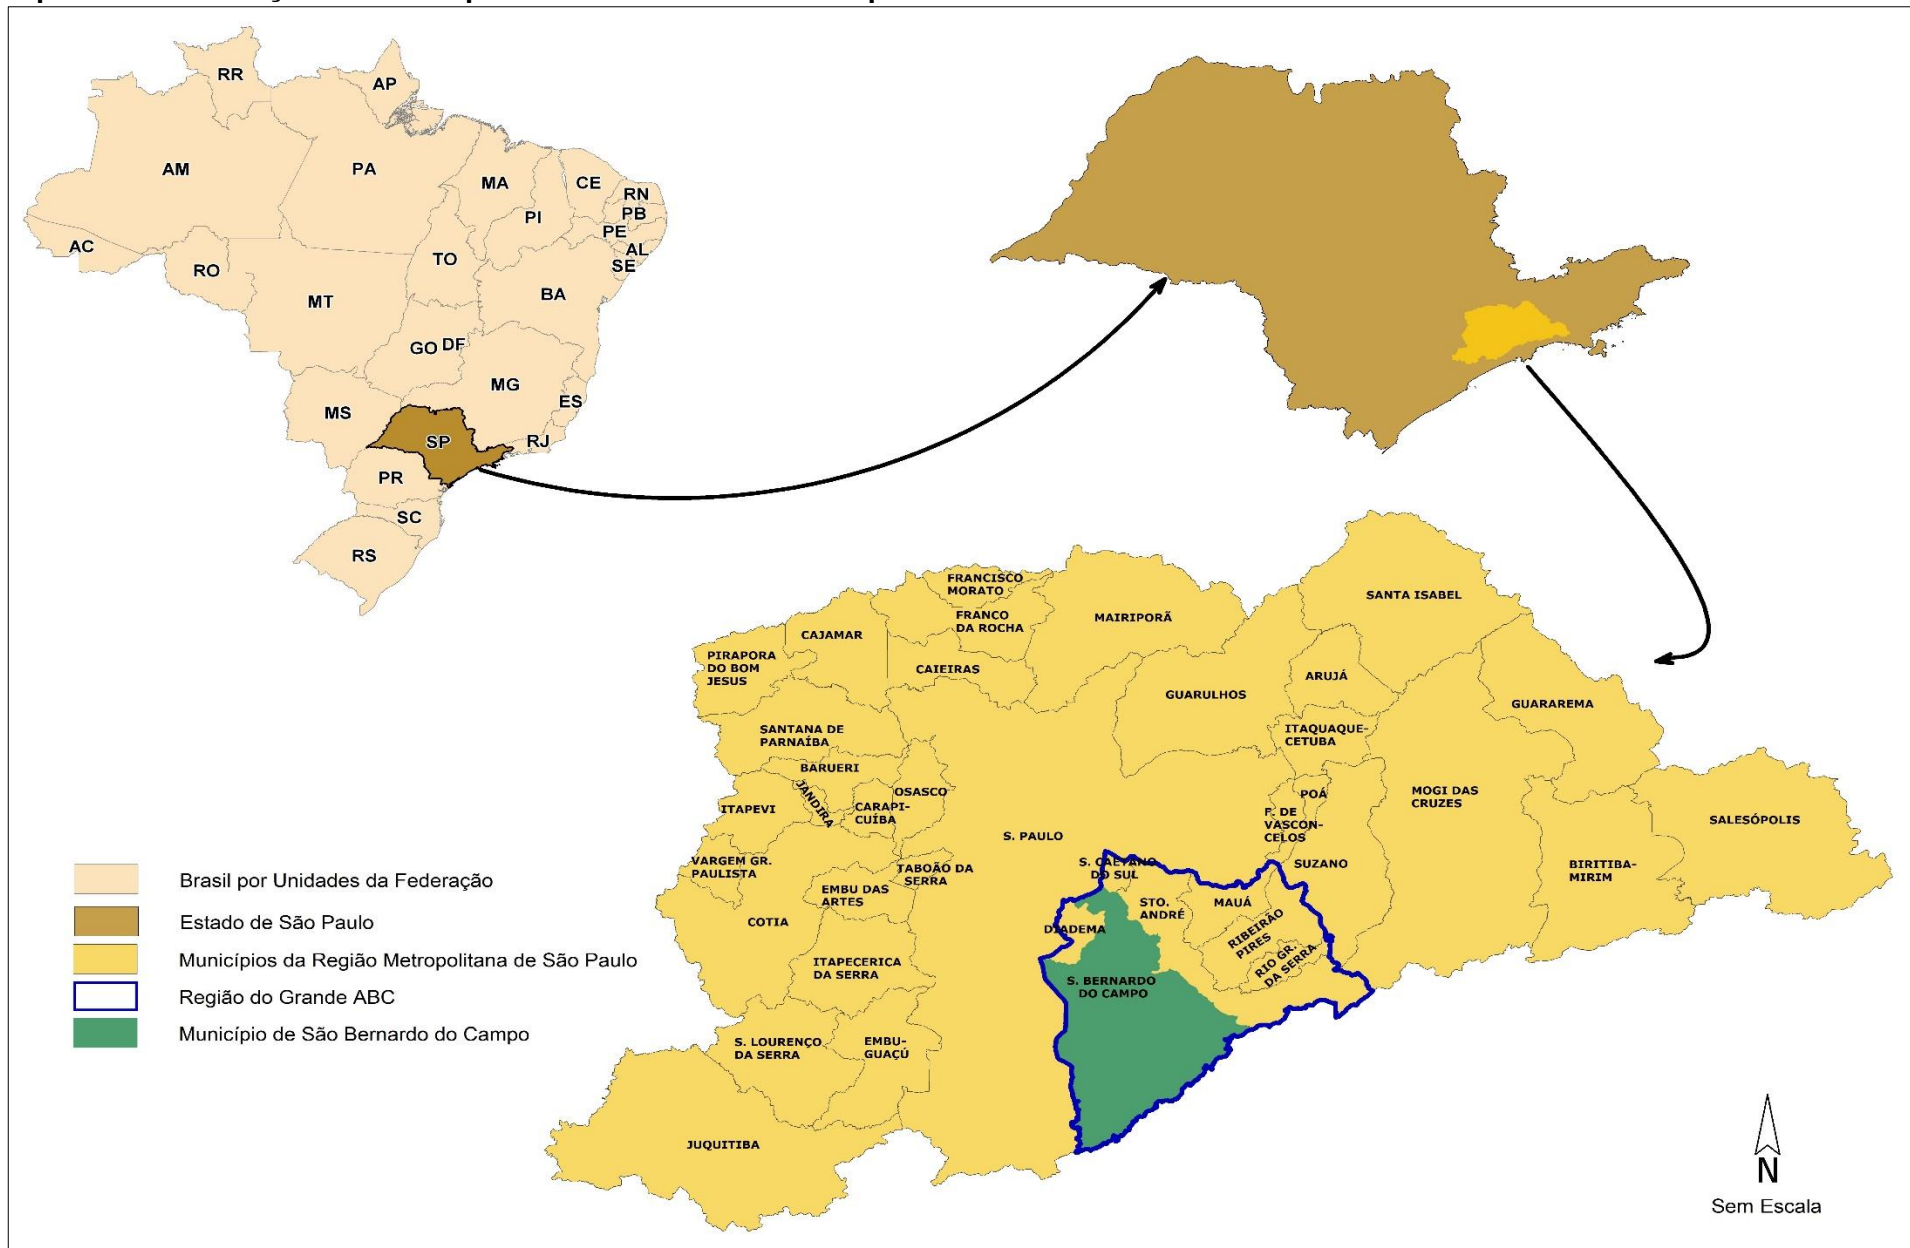 RR
AP
AM
PA
MA
CE
RN
PB
PI
PE
AL
SE
AC
RO
TO
BA
MT
GO
DF
MG
ES
MS
SP
RJ
PR
SC
RS
FRANCISCO
MORATO
FRANCO
DA ROCHA
MAIRIPORÃ
SANTA ISABEL
CAJAMAR
PIRAPORA
DO BOM
JESUS
CAIEIRAS
GUARULHOS
ARUJÁ
GUARAREMA
SANTANA DE
PARNAÍBA
ITAQUAQUE-
CETUBA
BARUERI
OSASCO
ITAPEVI
JANDIRA
CARAPI-
CUÍBA
POÁ
MOGI DAS
CRUZES
F. DE
VASCON-
CELOS
SALESÓPOLIS
S. PAULO
VARGEM GR.
PAULISTA
TABOÃO DA
SERRA
S. CAETANO
DO SUL
SUZANO
BIRITIBA-
MIRIM
EMBU DAS
ARTES
COTIA
STO.
ANDRÉ
MAUÁ
DIADEMA
RIBEIRÃO
PIRES
RIO GR.
DA SERRA
ITAPECERICA
DA SERRA
S. BERNARDO
DO CAMPO
S. LOURENÇO
DA SERRA
EMBU-
GUAÇÚ
JUQUITIBA
Brasil por Unidades da Federação
Estado de São Paulo
Municípios da Região Metropolitana de São Paulo
Região do Grande ABC
Município de São Bernardo do Campo
N
Sem Escala